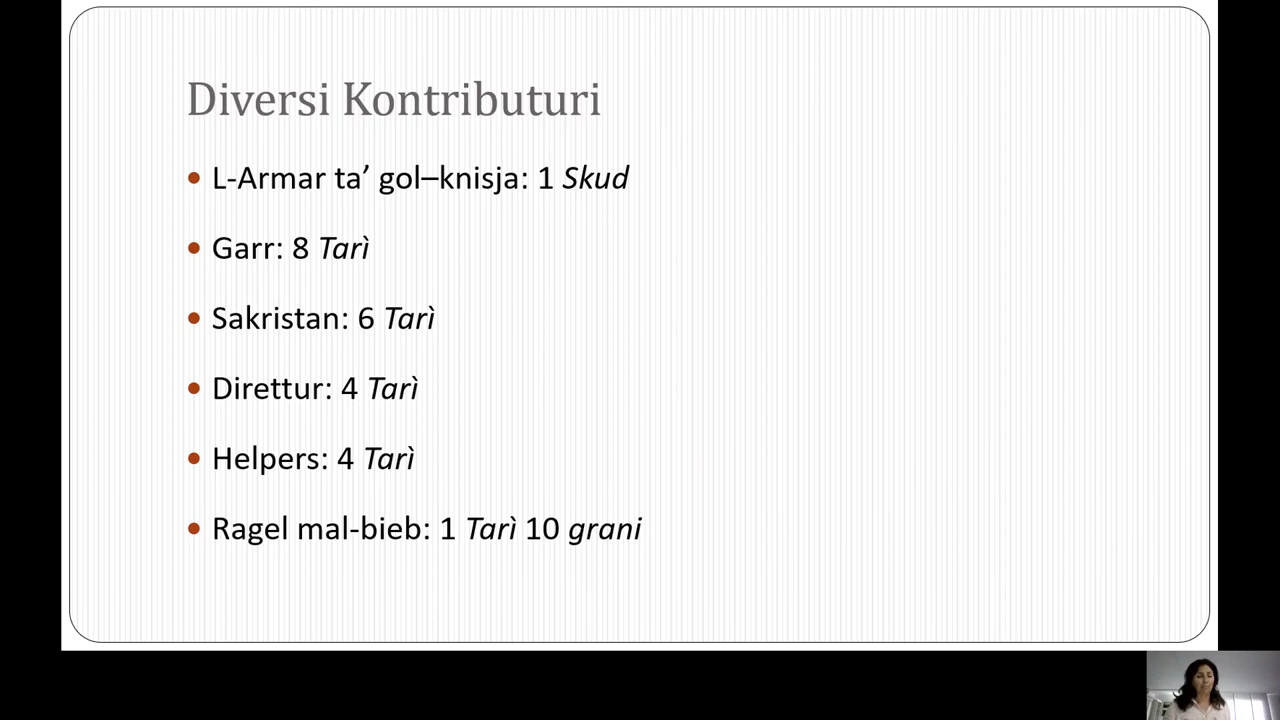 Diversi Kontributuri
• L-Armar ta’ gol–knisja: 1 Skud
• Garr: 8 Tarì
• Sakristan: 6 Tarì
• Direttur: 4 Tarì
• Helpers: 4 Tarì
• Ragel mal-bieb: 1 Tarì 10 grani